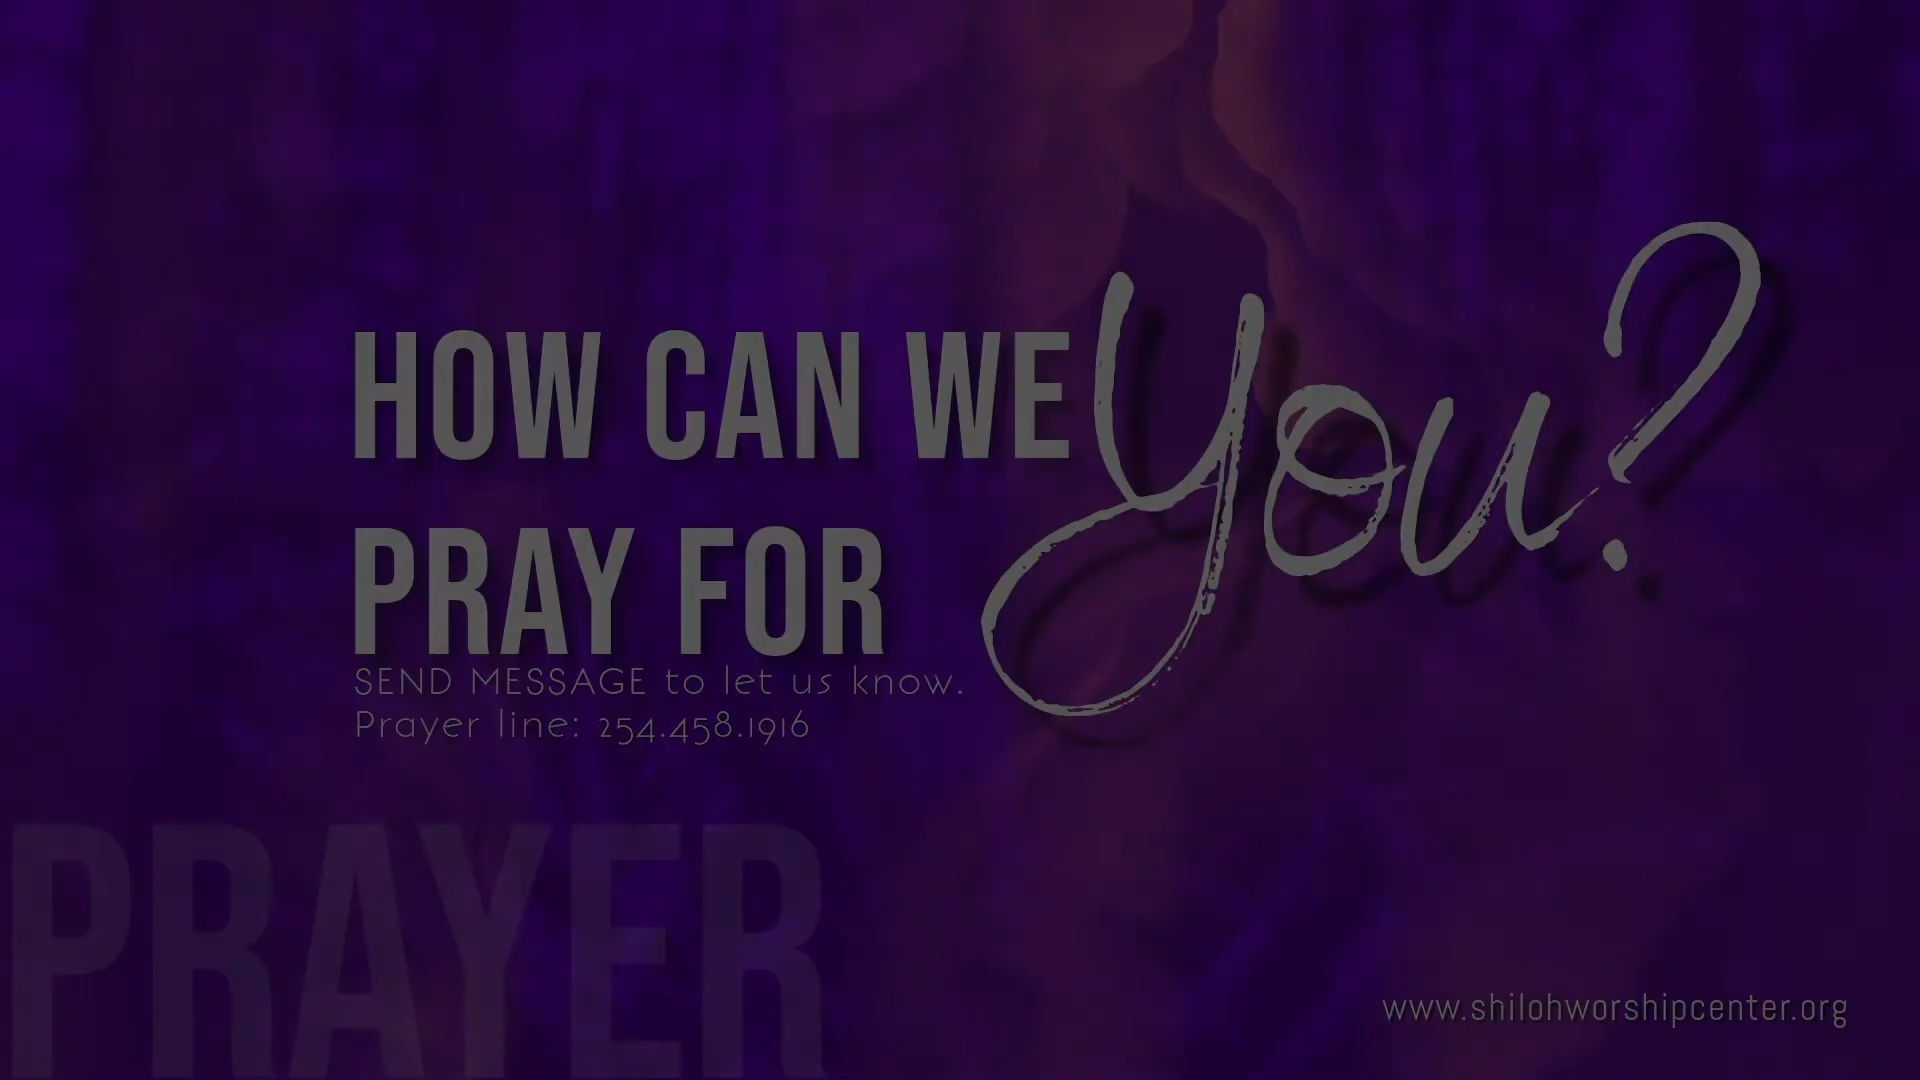 HOW CAN WE
PRAY FOR You?
SEND MESSAGE to let us know.
Prayer line: 254.458.1916
PRAYER
www.shilohworshipcenter.org